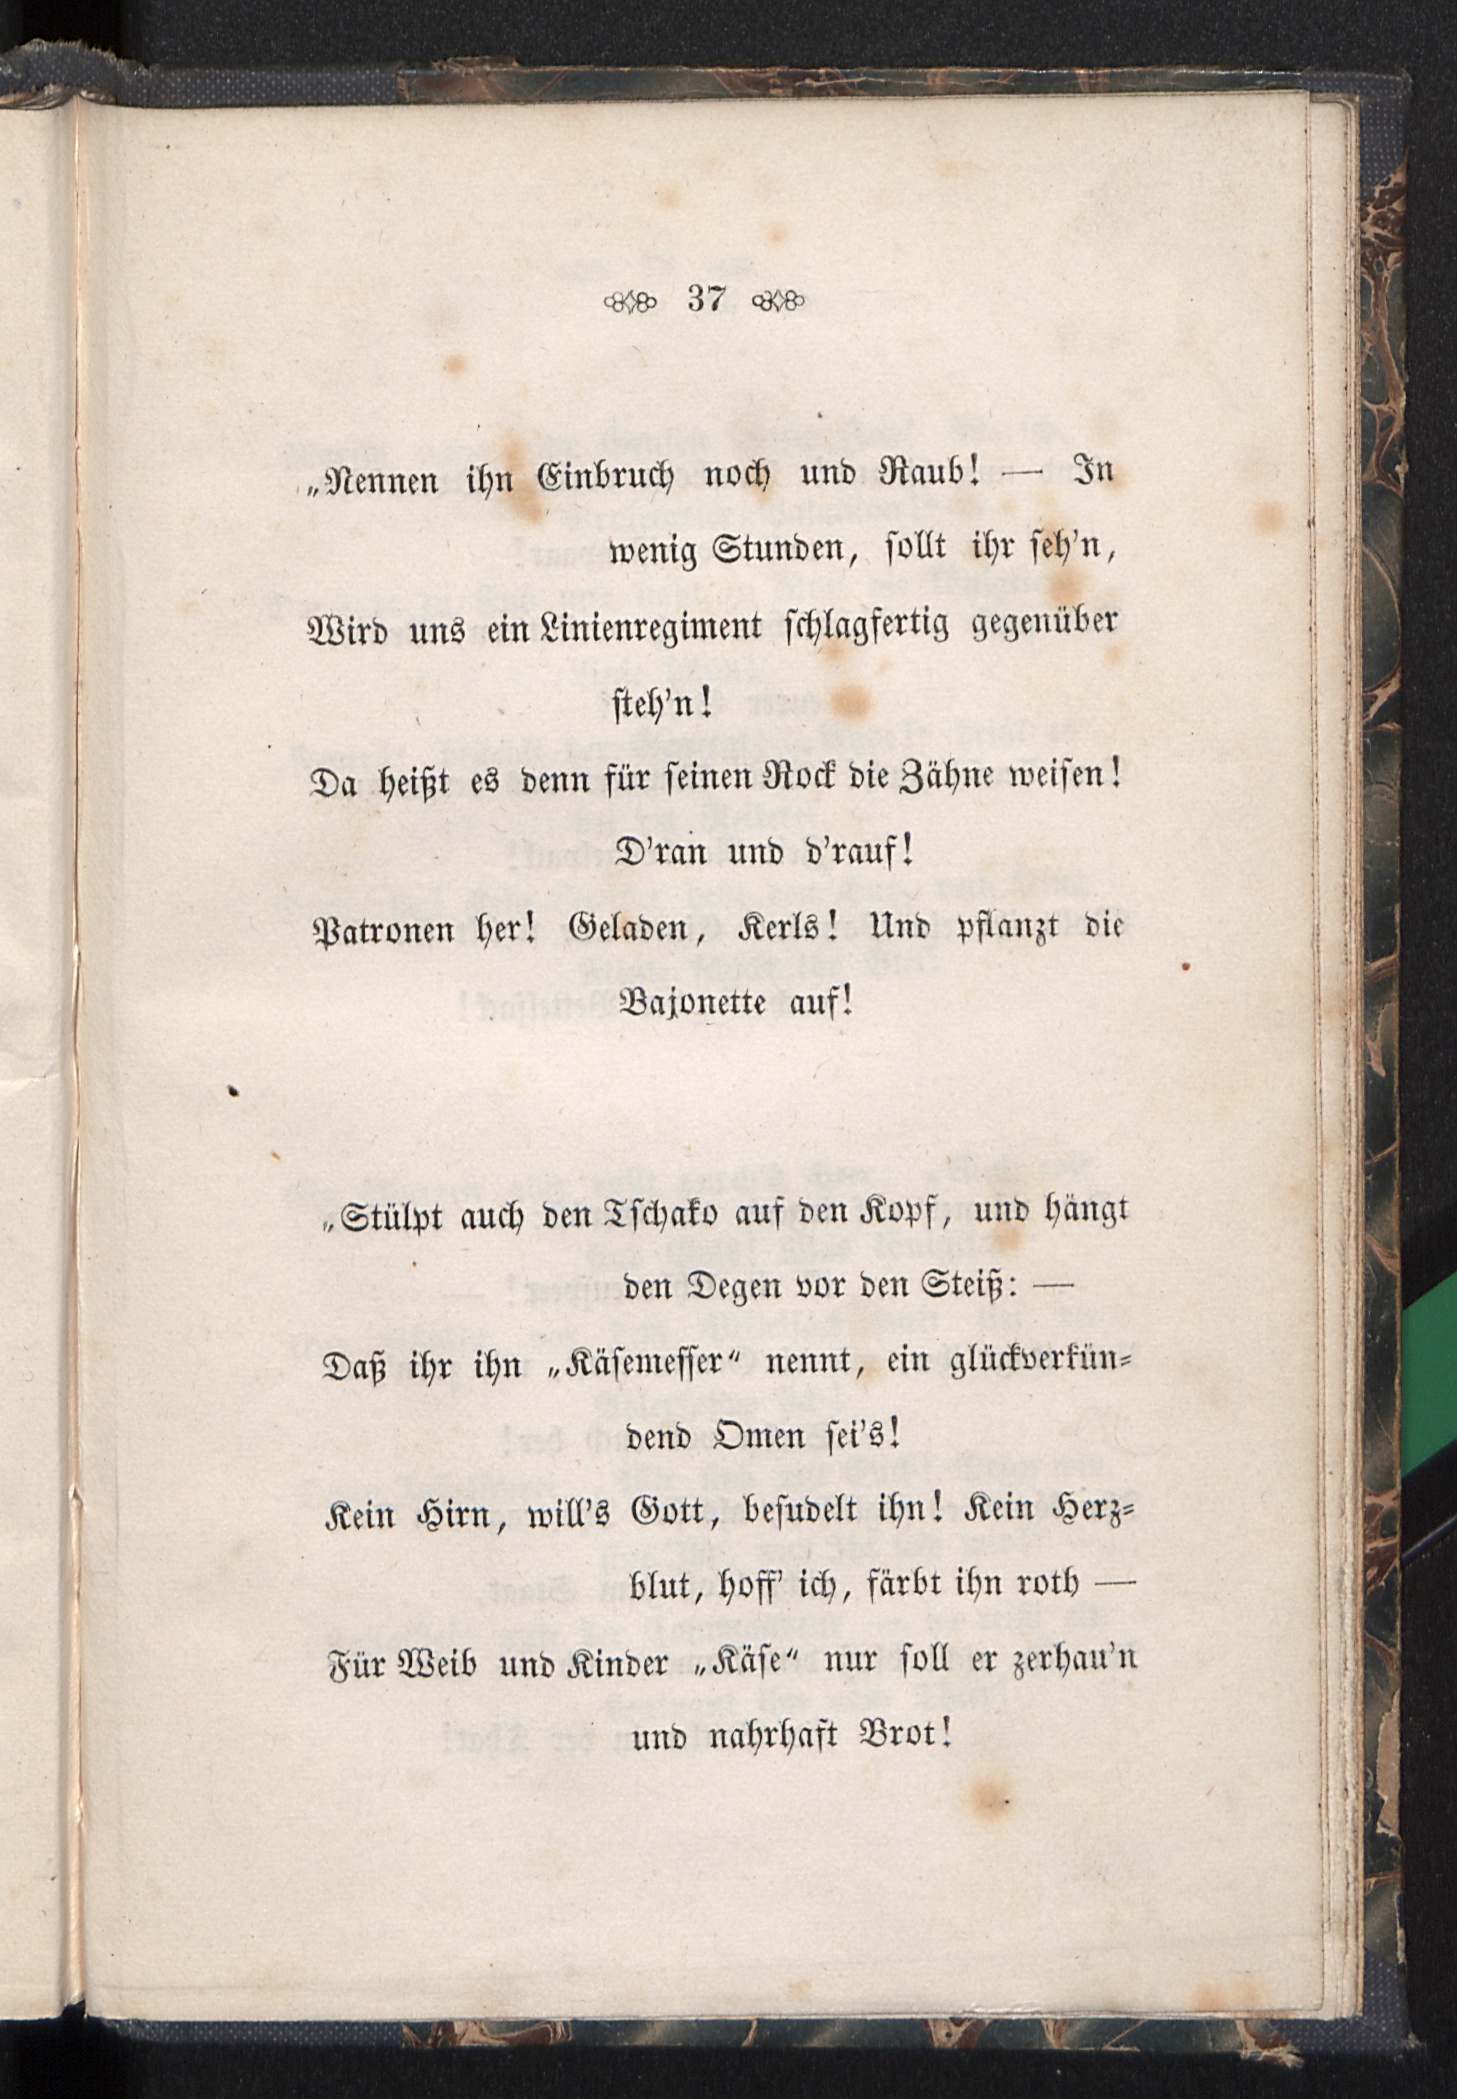 37
„Nennen ihn Einbruch noch und Raub! — In
wenig Stunden, ſollt ihr ſeh’n,
Wird uns ein Linienregiment ſchlagfertig gegenüber
ſteh’n!
Da heißt es denn für ſeinen Rock die Zähne weiſen!
D’ran und d’rauf!
Patronen her! Geladen, Kerls! Und pflanzt die
Bajonette auf!
„Stülpt auch den Tſchako auf den Kopf, und hängt
den Degen vor den Steiß: —
Daß ihr ihn „Käſemeſſer“ nennt, ein glückverkün⸗
dend Omen ſei’s!
Kein Hirn, will’s Gott, beſudelt ihn! Kein Herz⸗
blut, hoff’ ich, färbt ihn roth —
Für Weib und Kinder „Käſe“ nur ſoll er zerhau’n
und nahrhaft Brot!